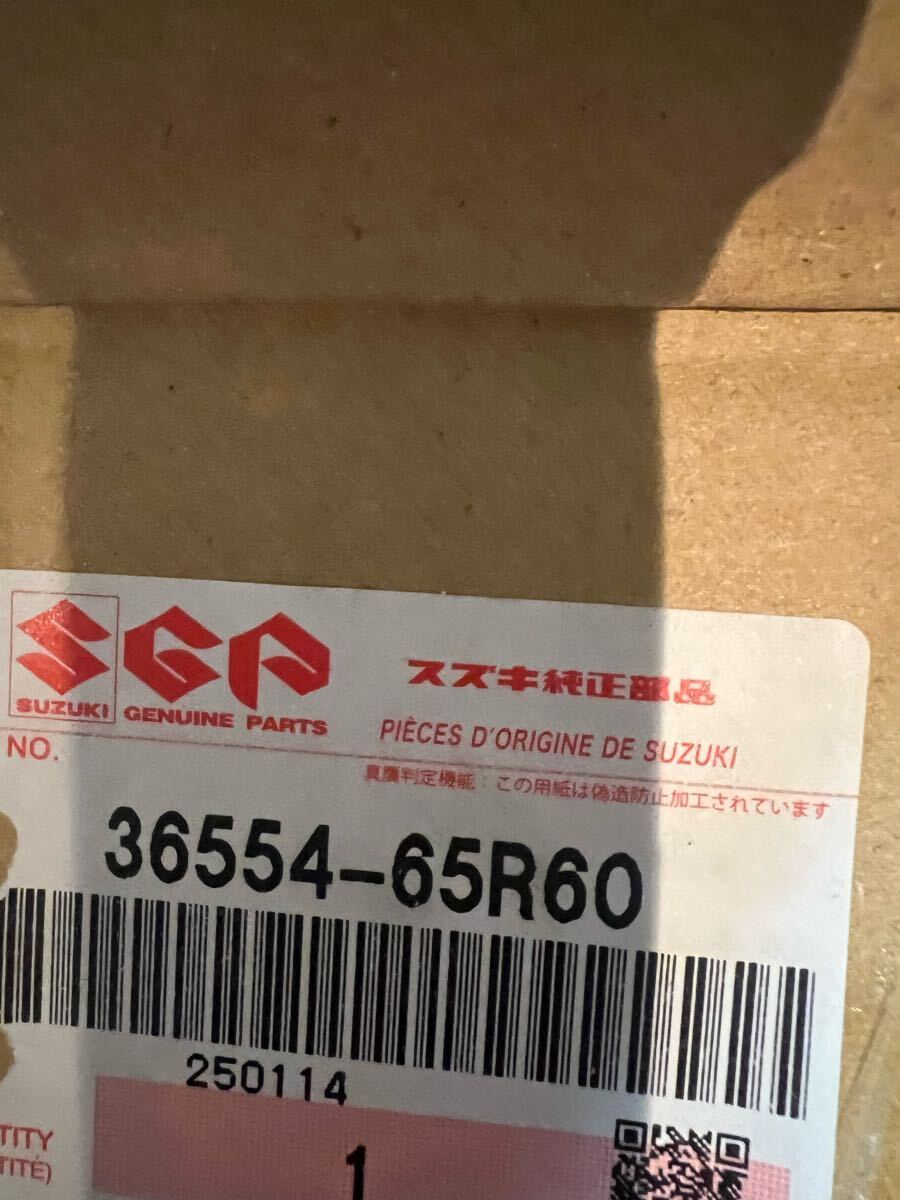 SGP
スズキ純正部品
SUZUKI
GENUINE PARTS
PIÈCES D'ORIGINE DE SUZUKI
NO.
真贋判定機能:この用紙は偽造防止加工されています
36554-65R60
250114
TITY
TITÉ)
1